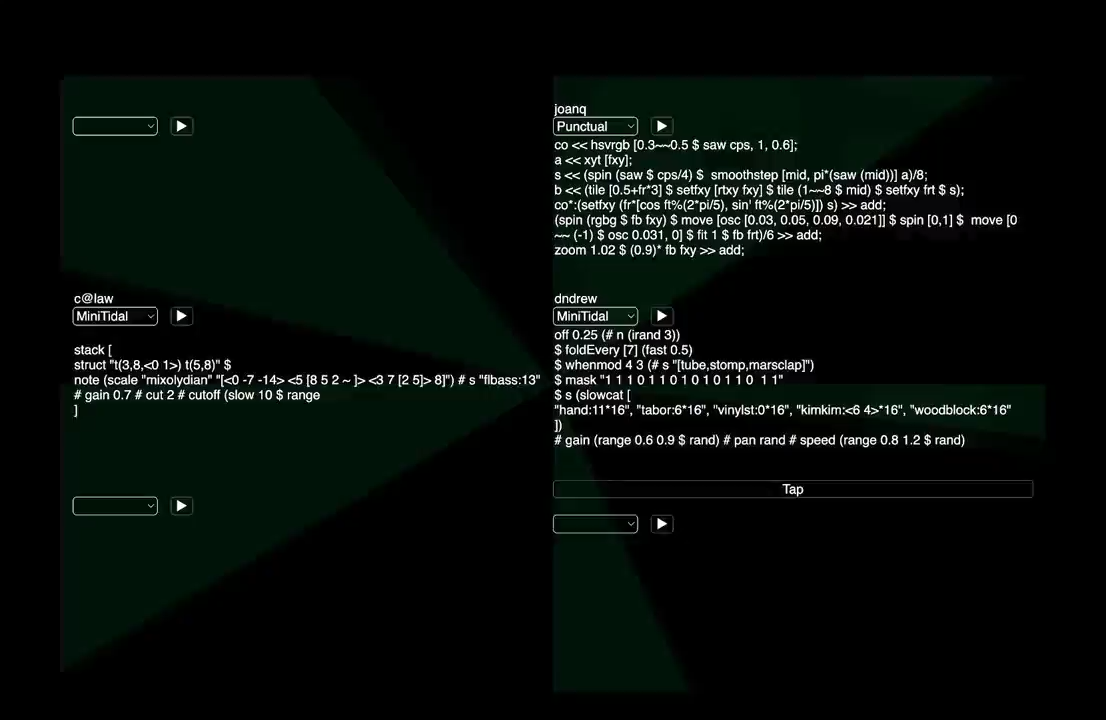 joanq
Punctual
co << hsvrgb [0.3~~0.5 $ saw cps, 1, 0.6];
a << xyt [fxy];
s << (spin (saw $ cps/4) $  smoothstep [mid, pi*(saw (mid))] a)/8;
b << (tile [0.5+fr*3] $ setfxy [rtxy fxy] $ tile (1~~8 $ mid) $ setfxy frt $ s);
co*:(setfxy (fr*[cos ft%(2*pi/5), sin' ft%(2*pi/5)]) s) >> add;
(spin (rgbg $ fb fxy) $ move [osc [0.03, 0.05, 0.09, 0.021]] $ spin [0,1] $  move [0
~~ (-1) $ osc 0.031, 0] $ fit 1 $ fb frt)/6 >> add;
zoom 1.02 $ (0.9)* fb fxy >> add;
c@law
MiniTidal
stack [
struct "t(3,8,<0 1>) t(5,8)" $
note (scale "mixolydian" "[<0 -7 -14> <5 [8 5 2 ~ ]> <3 7 [2 5]> 8]") # s "flbass:13"
# gain 0.7 # cut 2 # cutoff (slow 10 $ range
]
dndrew
MiniTidal
off 0.25 (# n (irand 3))
$ foldEvery [7] (fast 0.5)
$ whenmod 4 3 (# s "[tube,stomp,marsclap]")
$ mask "1 1 1 0 1 1 0 1 0 1 0 1 1 0  1 1"
$ s (slowcat [
"hand:11*16", "tabor:6*16", "vinylst:0*16", "kimkim:<6 4>*16", "woodblock:6*16"
])
# gain (range 0.6 0.9 $ rand) # pan rand # speed (range 0.8 1.2 $ rand)
Tap